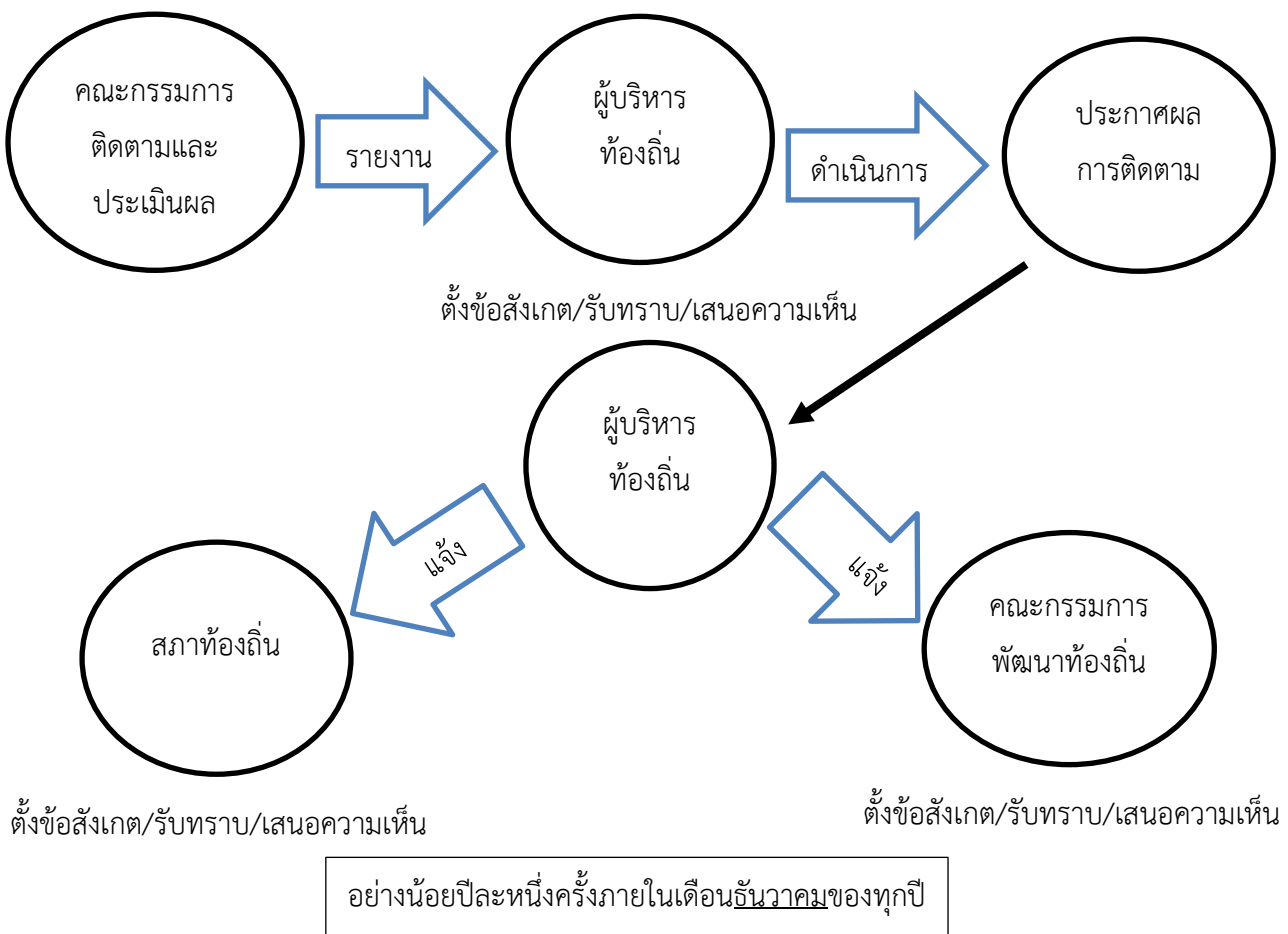 คณะกรรมการ
ติดตามและ
ประเมินผล
รายงาน
ผู้บริหาร
ท้องถิ่น
ดำเนินการ
ประกาศผล
การติดตาม
ตั้งข้อสังเกต/รับทราบ/เสนอความเห็น
ผู้บริหาร
ท้องถิ่น
แจ้ง
แจ้ง
สภาท้องถิ่น
คณะกรรมการ
พัฒนาท้องถิ่น
ตั้งข้อสังเกต/รับทราบ/เสนอความเห็น
ตั้งข้อสังเกต/รับทราบ/เสนอความเห็น
อย่างน้อยปีละหนึ่งครั้งภายในเดือนธันวาคมของทุกปี